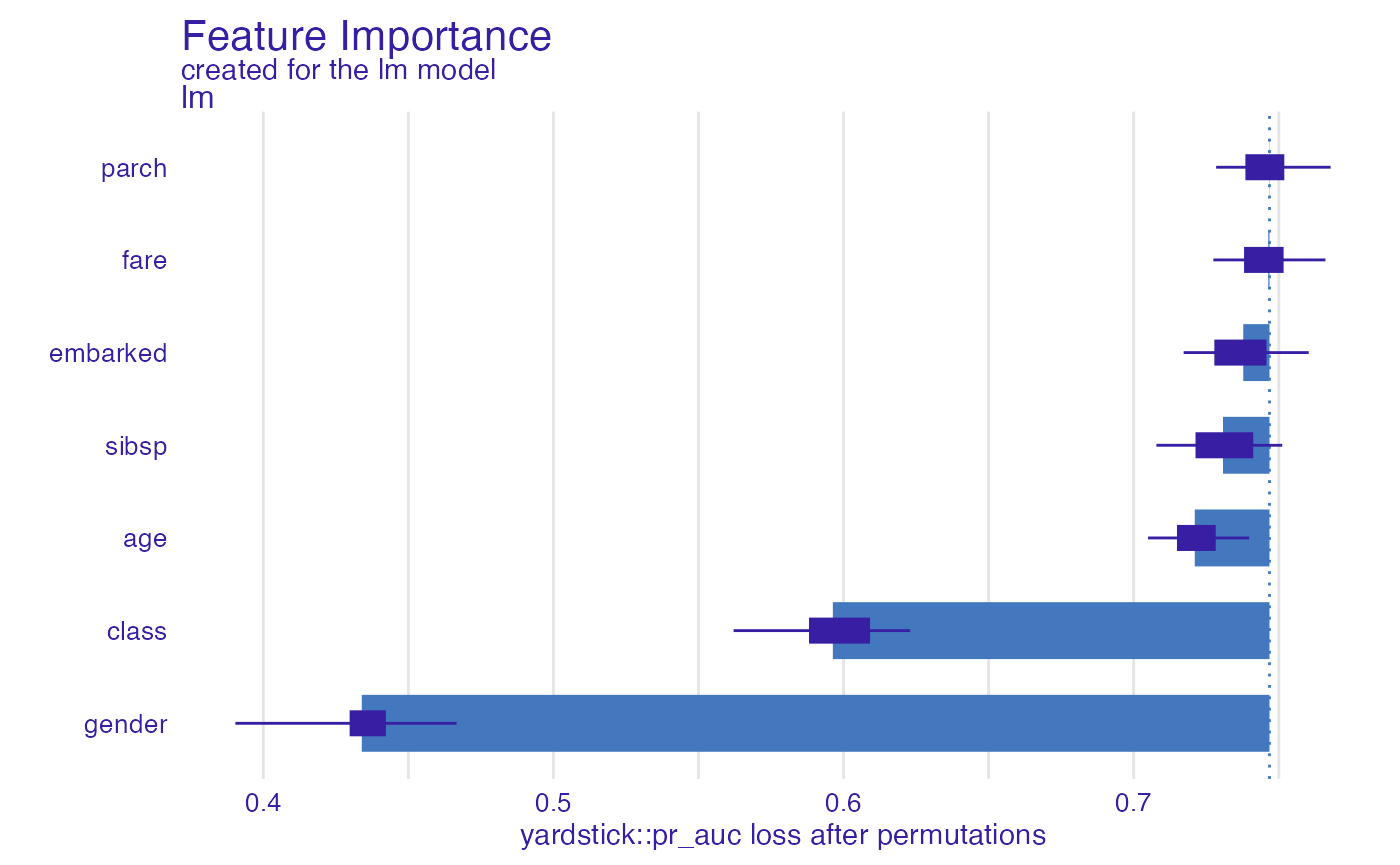 Feature Importance
created for the lm model
lm
parch
fare
embarked
sibsp
age
class
gender
0.4 0.5 0.6 0.7
yardstick::pr_auc loss after permutations